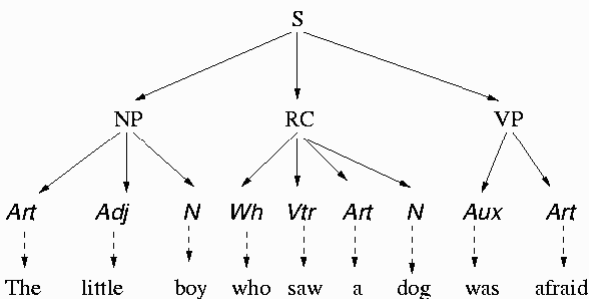 S
NP RC VP
Art Adj N Wh Vtr Art N Aux Art
The little boy who saw a dog was afraid